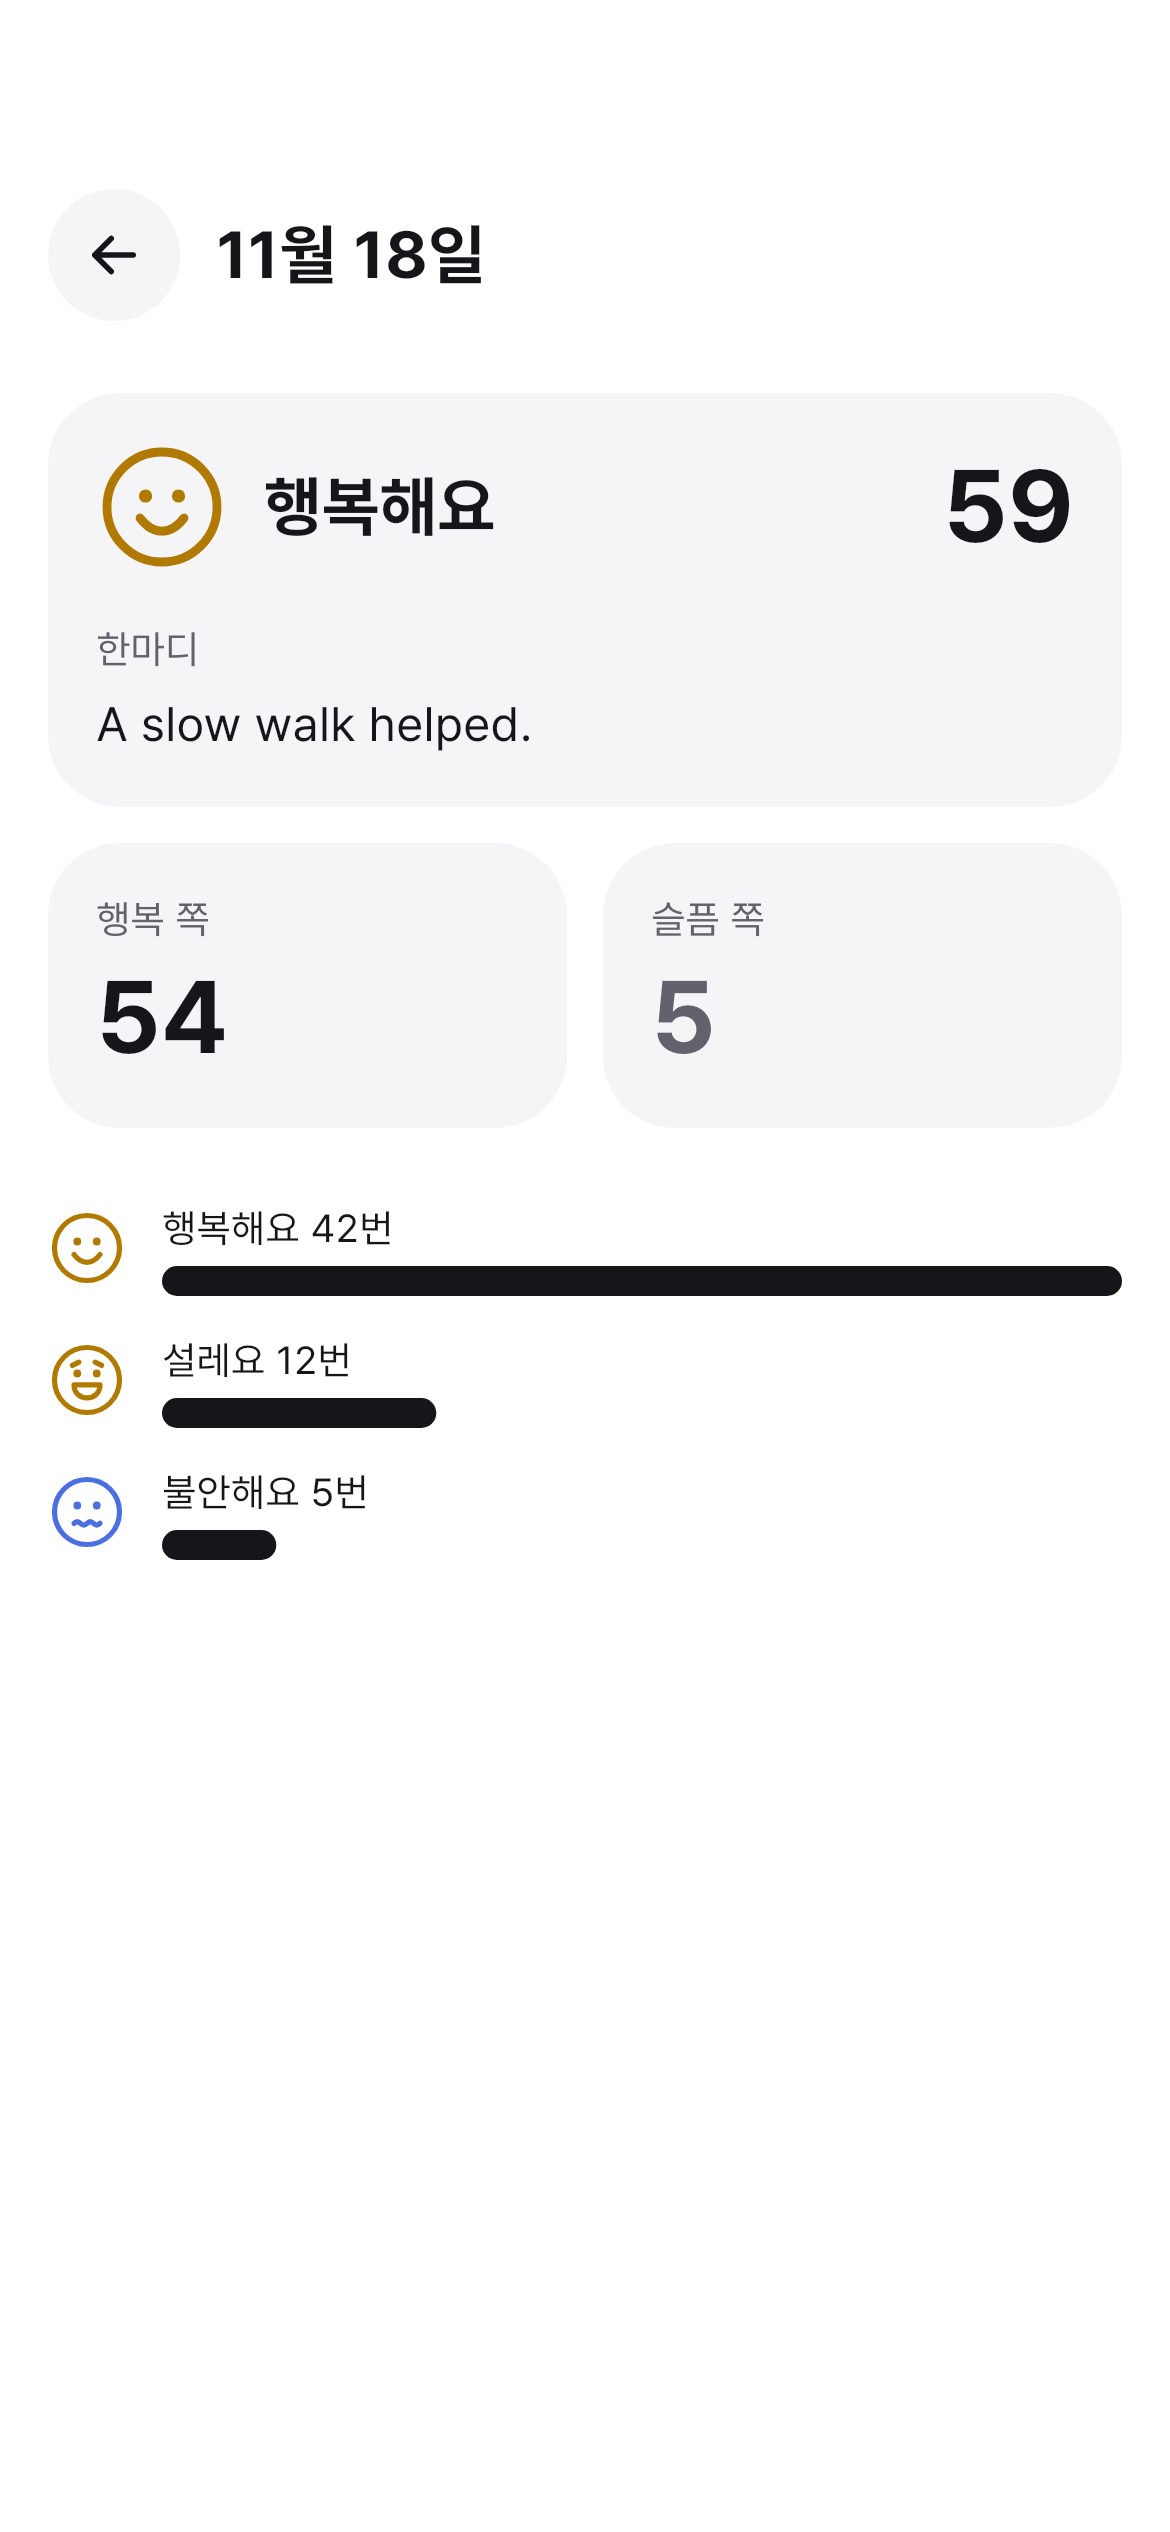 11월 18일
행복해요
59
한마디
A slow walk helped.
행복 쪽
54
슬픔 쪽
5
행복해요 42번
설레요 12번
불안해요 5번